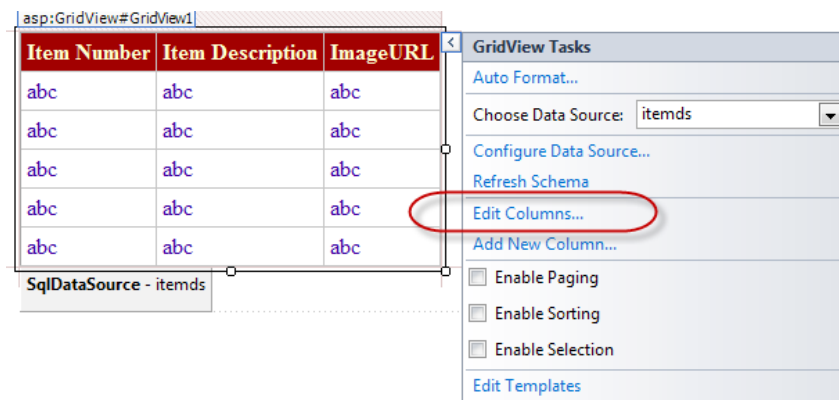 asp:GridView#GridView1
Item Number Item Description ImageURL
abc abc abc
abc abc abc
abc abc abc
abc abc abc
abc abc abc
SqlDataSource - itemds
GridView Tasks
Auto Format...
Choose Data Source: itemds
Configure Data Source...
Refresh Schema
Edit Columns...
Add New Column...
Enable Paging
Enable Sorting
Enable Selection
Edit Templates